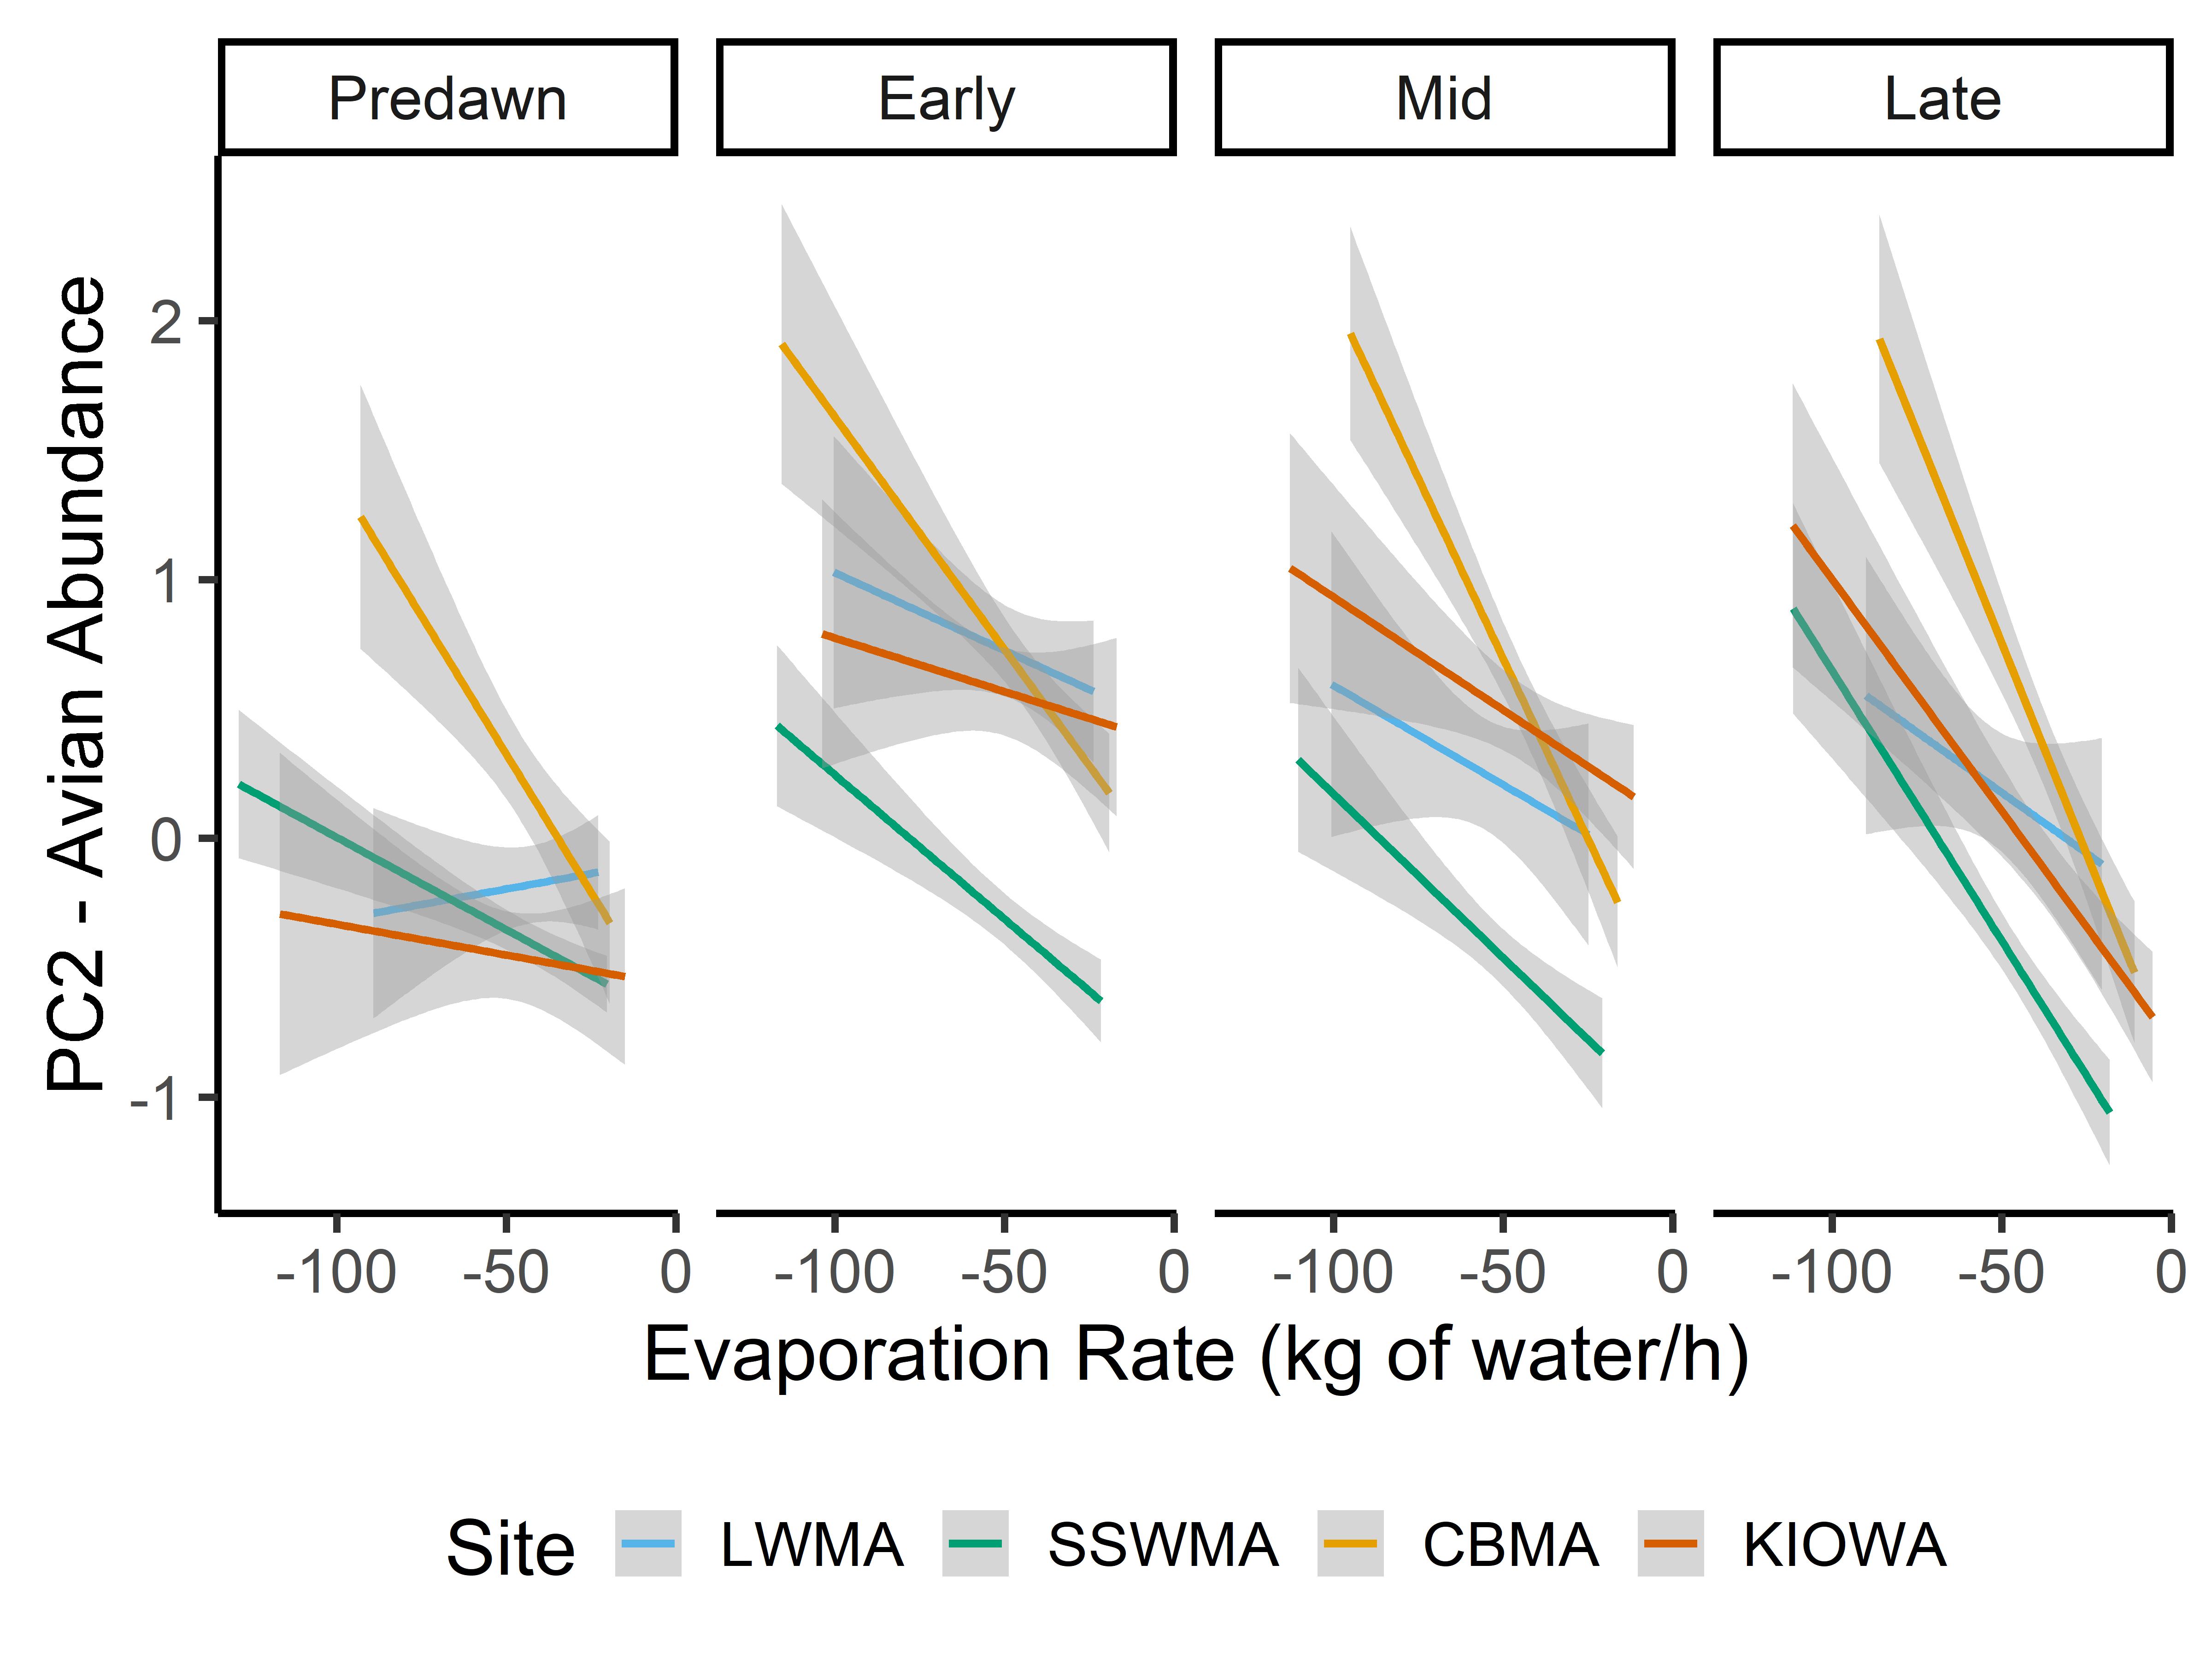 Predawn Early Mid Late
PC2 - Avian Abundance
2
1
0
-1
-100 -50 0 -100 -50 0 -100 -50 0 -100 -50 0
Evaporation Rate (kg of water/h)
Site LWMA SSWMA CBMA KIOWA